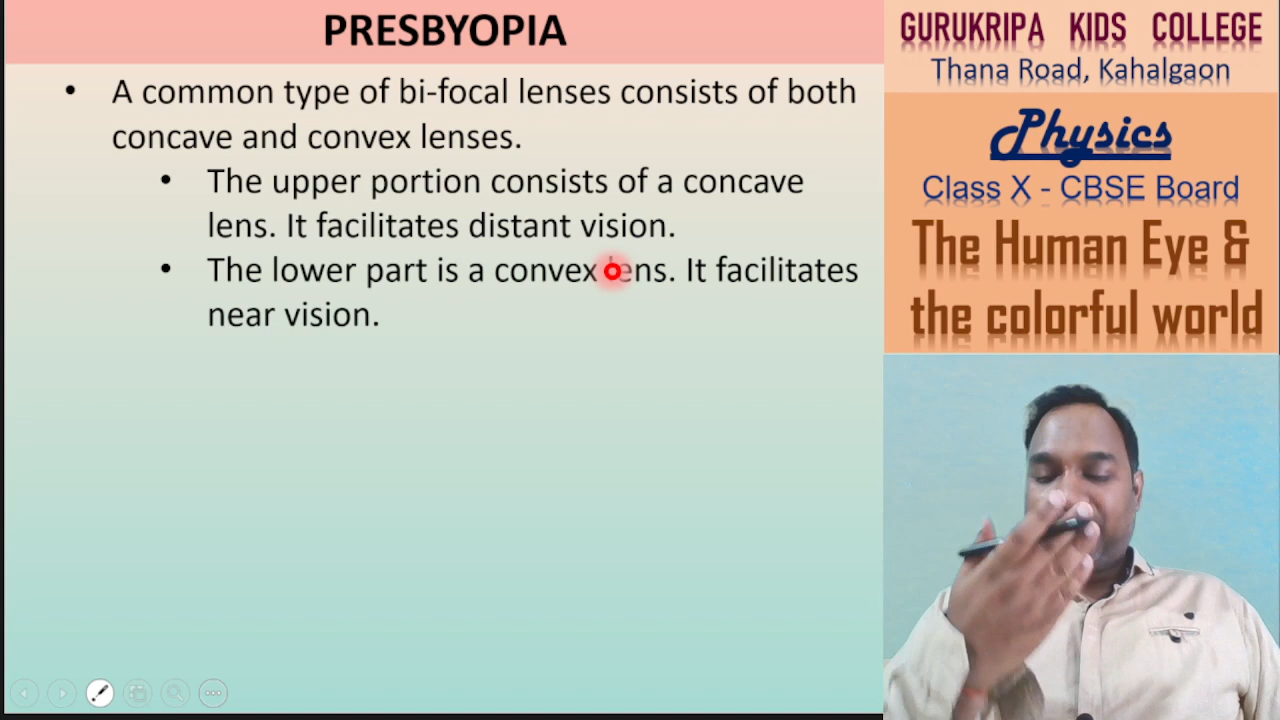 PRESBYOPIA
• A common type of bi-focal lenses consists of both
concave and convex lenses.
• The upper portion consists of a concave
lens. It facilitates distant vision.
• The lower part is a convex lens. It facilitates
near vision.
GURUKRIPA KIDS COLLEGE
Thana Road, Kahalgaon
Physics
Class X - CBSE Board
The Human Eye &
the colorful world